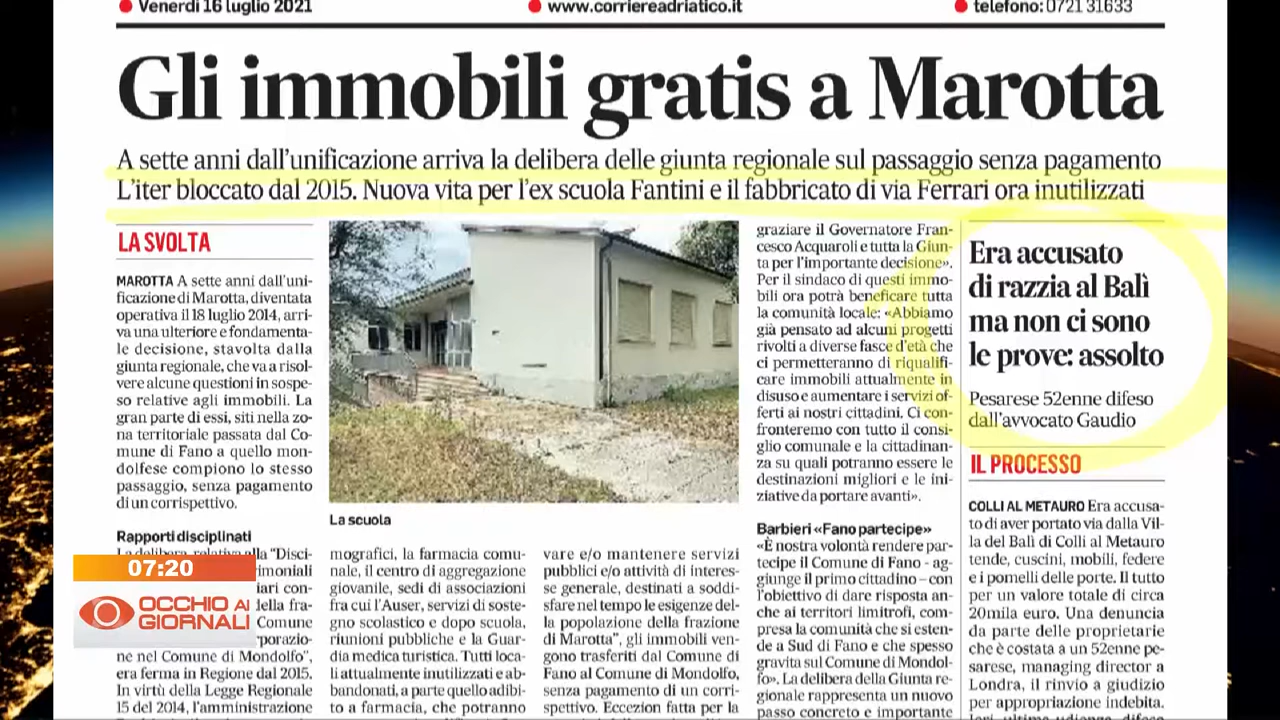 Venerdì 16 luglio 2021
www.corriereadriatico.it
telefono: 0721 31633
Gli immobili gratis a Marotta
A sette anni dall'unificazione arriva la delibera delle giunta regionale sul passaggio senza pagamento
L'iter bloccato dal 2015. Nuova vita per l'ex scuola Fantini e il fabbricato di via Ferrari ora inutilizzati
LA SVOLTA
MAROTTA A sette anni dall'uni-
ficazione di Marotta, diventata
operativa il 18 luglio 2014, arri-
va una ulteriore e fondamenta-
le decisione, stavolta dalla
giunta regionale, che va a risol-
vere alcune questioni in sospe-
so relative agli immobili. La
gran parte di essi, siti nella zo-
na territoriale passata dal Co-
mune di Fano a quello mon-
dolfese compiono lo stesso
passaggio, senza pagamento
di un corrispettivo.
Rapporti disciplinati
La delibera, relativa alla "Disci-
imoniali
iari con-
della fra-
Comune
rporazio-
ne nel Comune di Mondolfo",
era ferma in Regione dal 2015.
In virtù della Legge Regionale
15 del 2014, l'amministrazione
La scuola
mografici, la farmacia comu-
nale, il centro di aggregazione
giovanile, sedi di associazioni
fra cui l'Auser, servizi di soste-
gno scolastico e dopo scuola,
riunioni pubbliche e la Guar-
dia medica turistica. Tutti loca-
li attualmente inutilizzati e ab-
bandonati, a parte quello adibi-
to a farmacia, che potranno
vare e/o mantenere servizi
pubblici e/o attività di interes-
se generale, destinati a soddi-
sfare nel tempo le esigenze del-
la popolazione della frazione
di Marotta", gli immobili ven-
gono trasferiti dal Comune di
Fano al Comune di Mondolfo,
senza pagamento di un corri-
spettivo. Eccezion fatta per la
graziare il Governatore Fran-
cesco Acquaroli e tutta la Giun-
ta per l'importante decisione».
Per il sindaco di questi immo-
bili ora potrà beneficare tutta
la comunità locale: «Abbiamo
già pensato ad alcuni progetti
rivolti a diverse fasce d'età che
ci permetteranno di riqualifi-
care immobili attualmente in
disuso e aumentare i servizi of-
ferti ai nostri cittadini. Ci con-
fronteremo con tutto il consi-
glio comunale e la cittadinan-
za su quali potranno essere le
destinazioni migliori e le ini-
ziative da portare avanti».
Barbieri «Fano partecipe»
«È nostra volontà rendere par-
tecipe il Comune di Fano - ag-
giunge il primo cittadino – con
l'obiettivo di dare risposta an-
che ai territori limitrofi, com-
presa la comunità che si esten-
de a Sud di Fano e che spesso
gravita sul Comune di Mondol-
fo». La delibera della Giunta re-
gionale rappresenta un nuovo
passo concreto e importante
Era accusato
di razzia al Balì
ma non ci sono
le prove: assolto
Pesarese 52enne difeso
dall'avvocato Gaudio
IL PROCESSO
COLLI AL METAURO Era accusa-
to di aver portato via dalla Vil-
la del Balì di Colli al Metauro
tende, cuscini, mobili, federe
e i pomelli delle porte. Il tutto
per un valore totale di circa
20mila euro. Una denuncia
da parte delle proprietarie
che è costata a un 52enne pe-
sarese, managing director a
Londra, il rinvio a giudizio
per appropriazione indebita.
07:20
OCCHIO AI
GIORNALI